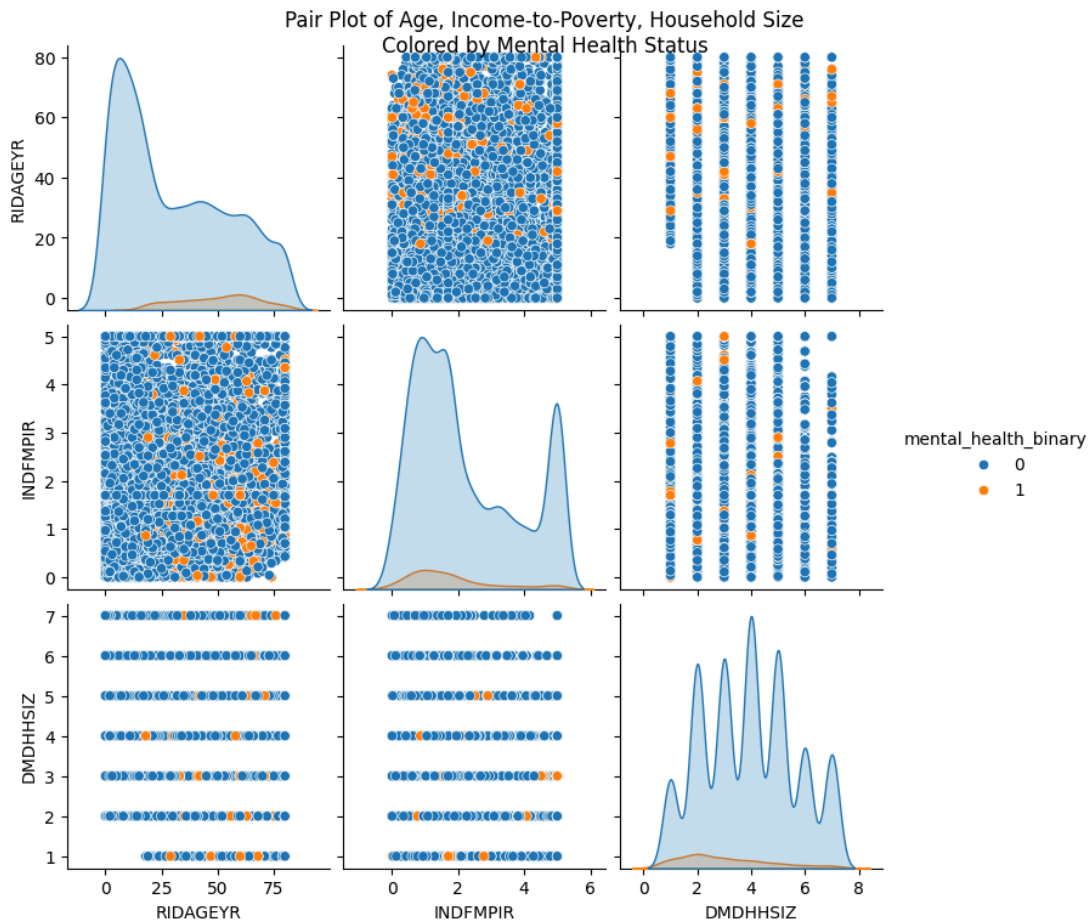 Pair Plot of Age, Income-to-Poverty, Household Size
Colored by Mental Health Status
RIDAGEYR
80
60
40
20
0
INDFMPIR
5
4
3
2
1
0
mental_health_binary
0
1
DMDHHSIZ
7
6
5
4
3
2
1
0 25 50 75
0 2 4 6
0 2 4 6 8
RIDAGEYR
INDFMPIR
DMDHHSIZ